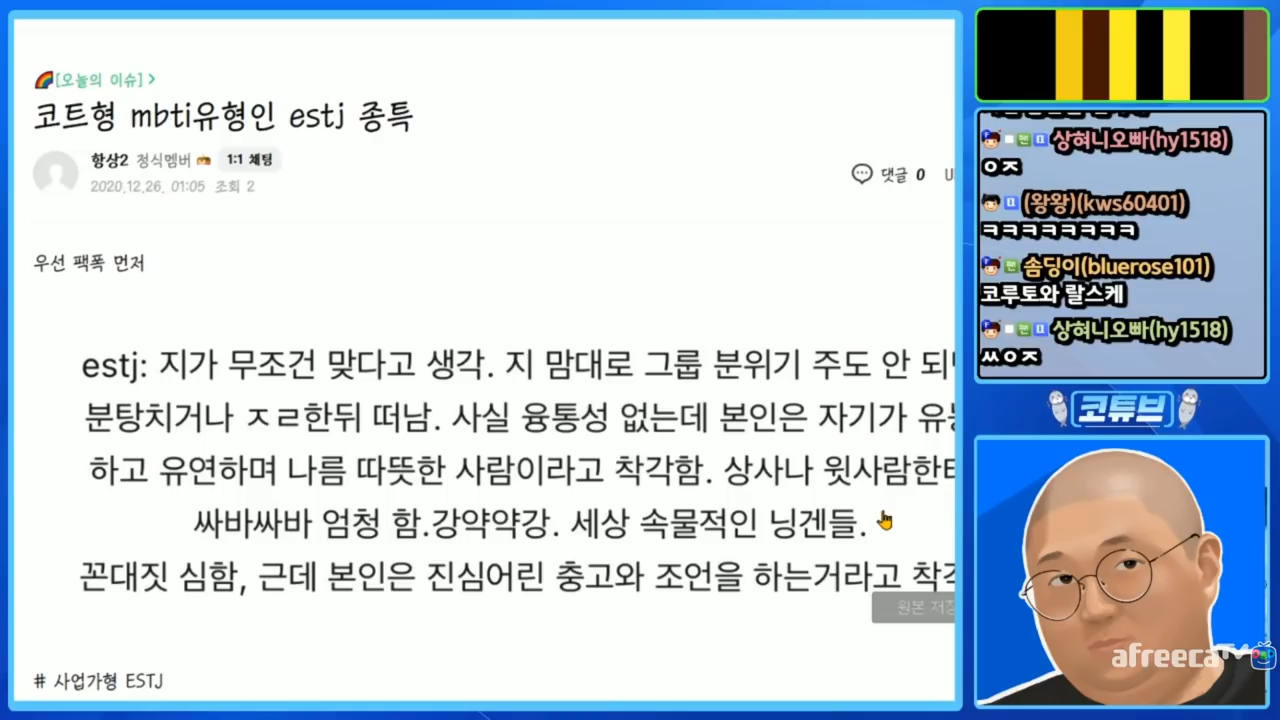 [오늘의 이슈] >
코트형 mbti유형인 estj 종특
항상2 정식멤버 1:1 채팅
2020.12.26. 01:05 조회 2
댓글 0
우선 팩폭 먼저
estj: 지가 무조건 맞다고 생각. 지 맘대로 그룹 분위기 주도 안
분탕치거나 ㅈㄹ한뒤 떠남. 사실 융통성 없는데 본인은 자기가
하고 유연하며 나름 따뜻한 사람이라고 착각함. 상사나 윗사람한테
싸바싸바 엄청 함.강약약강. 세상 속물적인 닝겐들.
꼰대짓 심함, 근데 본인은 진심어린 충고와 조언을 하는거라고
원본 저장
# 사업가형 ESTJ
팬 상혀니오빠(hy1518)
ㅇㅈ
(왕왕)(kws60401)
ㅋㅋㅋㅋㅋㅋㅋㅋ
팬 솜딩이(bluerose101)
코루토와 랄스케
팬 상혀니오빠(hy1518)
ㅆㅇㅈ
코튜브
afreecaTV